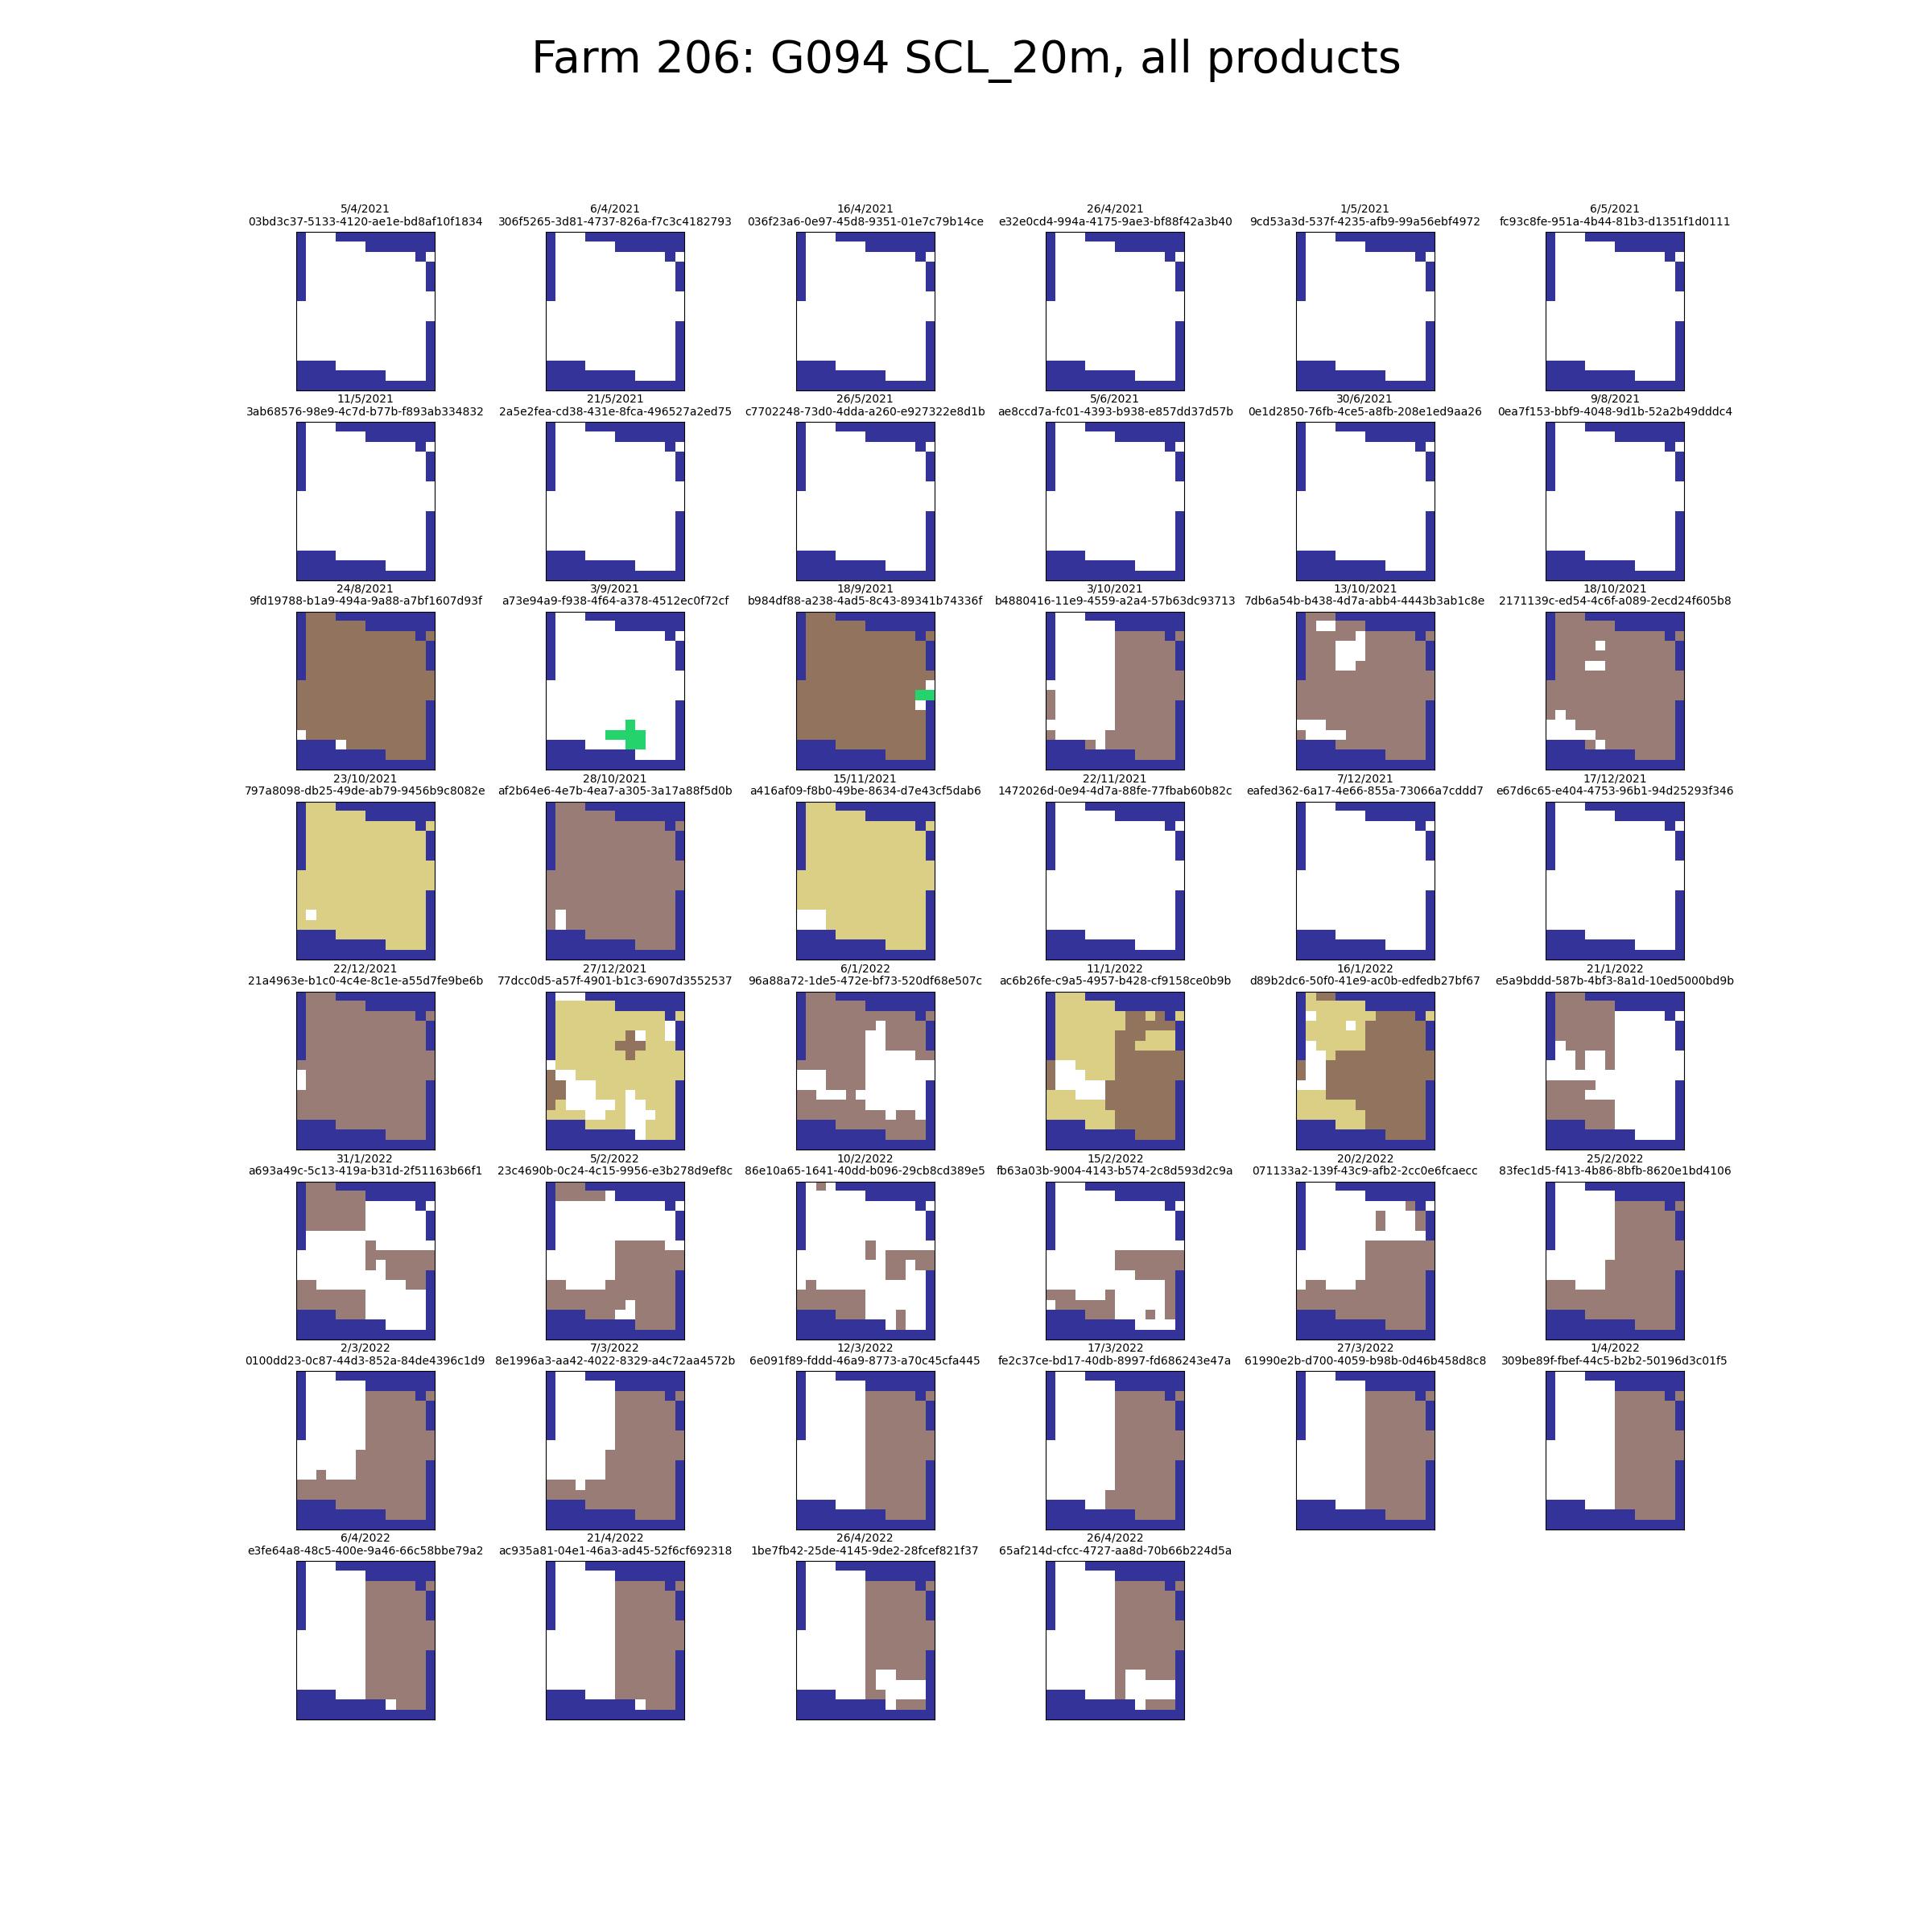 Farm 206: G094 SCL_20m, all products
5/4/2021
03bd3c37-5133-4120-ae1e-bd8af10f1834
6/4/2021
306f5265-3d81-4737-826a-f7c3c4182793
16/4/2021
036f23a6-0e97-45d8-9351-01e7c79b14ce
26/4/2021
e32e0cd4-994a-4175-9ae3-bf88f42a3b40
1/5/2021
9cd53a3d-537f-4235-afb9-99a56ebf4972
6/5/2021
fc93c8fe-951a-4b44-81b3-d1351f1d0111
11/5/2021
3ab68576-98e9-4c7d-b77b-f893ab334832
21/5/2021
2a5e2fea-cd38-431e-8fca-496527a2ed75
26/5/2021
c7702248-73d0-4dda-a260-e927322e8d1b
5/6/2021
ae8ccd7a-fc01-4393-b938-e857dd37d57b
30/6/2021
0e1d2850-76fb-4ce5-a8fb-208e1ed9aa26
9/8/2021
0ea7f153-bbf9-4048-9d1b-52a2b49dddc4
24/8/2021
9fd19788-b1a9-494a-9a88-a7bf1607d93f
3/9/2021
a73e94a9-f938-4f64-a378-4512ec0f72cf
18/9/2021
b984df88-a238-4ad5-8c43-89341b74336f
3/10/2021
b4880416-11e9-4559-a2a4-57b63dc93713
13/10/2021
7db6a54b-b438-4d7a-abb4-4443b3ab1c8e
18/10/2021
2171139c-ed54-4c6f-a089-2ecd24f605b8
23/10/2021
797a8098-db25-49de-ab79-9456b9c8082e
28/10/2021
af2b64e6-4e7b-4ea7-a305-3a17a88f5d0b
15/11/2021
a416af09-f8b0-49be-8634-d7e43cf5dab6
22/11/2021
1472026d-0e94-4d7a-88fe-77fbab60b82c
7/12/2021
eafed362-6a17-4e66-855a-73066a7cddd7
17/12/2021
e67d6c65-e404-4753-96b1-94d25293f346
22/12/2021
21a4963e-b1c0-4c4e-8c1e-a55d7fe9be6b
27/12/2021
77dcc0d5-a57f-4901-b1c3-6907d3552537
6/1/2022
96a88a72-1de5-472e-bf73-520df68e507c
11/1/2022
ac6b26fe-c9a5-4957-b428-cf9158ce0b9b
16/1/2022
d89b2dc6-50f0-41e9-ac0b-edfedb27bf67
21/1/2022
e5a9bddd-587b-4bf3-8a1d-10ed5000bd9b
31/1/2022
a693a49c-5c13-419a-b31d-2f51163b66f1
5/2/2022
23c4690b-0c24-4c15-9956-e3b278d9ef8c
10/2/2022
86e10a65-1641-40dd-b096-29cb8cd389e5
15/2/2022
fb63a03b-9004-4143-b574-2c8d593d2c9a
20/2/2022
071133a2-139f-43c9-afb2-2cc0e6fcaecc
25/2/2022
83fec1d5-f413-4b86-8bfb-8620e1bd4106
2/3/2022
0100dd23-0c87-44d3-852a-84de4396c1d9
7/3/2022
8e1996a3-aa42-4022-8329-a4c72aa4572b
12/3/2022
6e091f89-fddd-46a9-8773-a70c45cfa445
17/3/2022
fe2c37ce-bd17-40db-8997-fd686243e47a
27/3/2022
61990e2b-d700-4059-b98b-0d46b458d8c8
1/4/2022
309be89f-fbef-44c5-b2b2-50196d3c01f5
6/4/2022
e3fe64a8-48c5-400e-9a46-66c58bbe79a2
21/4/2022
ac935a81-04e1-46a3-ad45-52f6cf692318
26/4/2022
1be7fb42-25de-4145-9de2-28fcef821f37
26/4/2022
65af214d-cfcc-4727-aa8d-70b66b224d5a